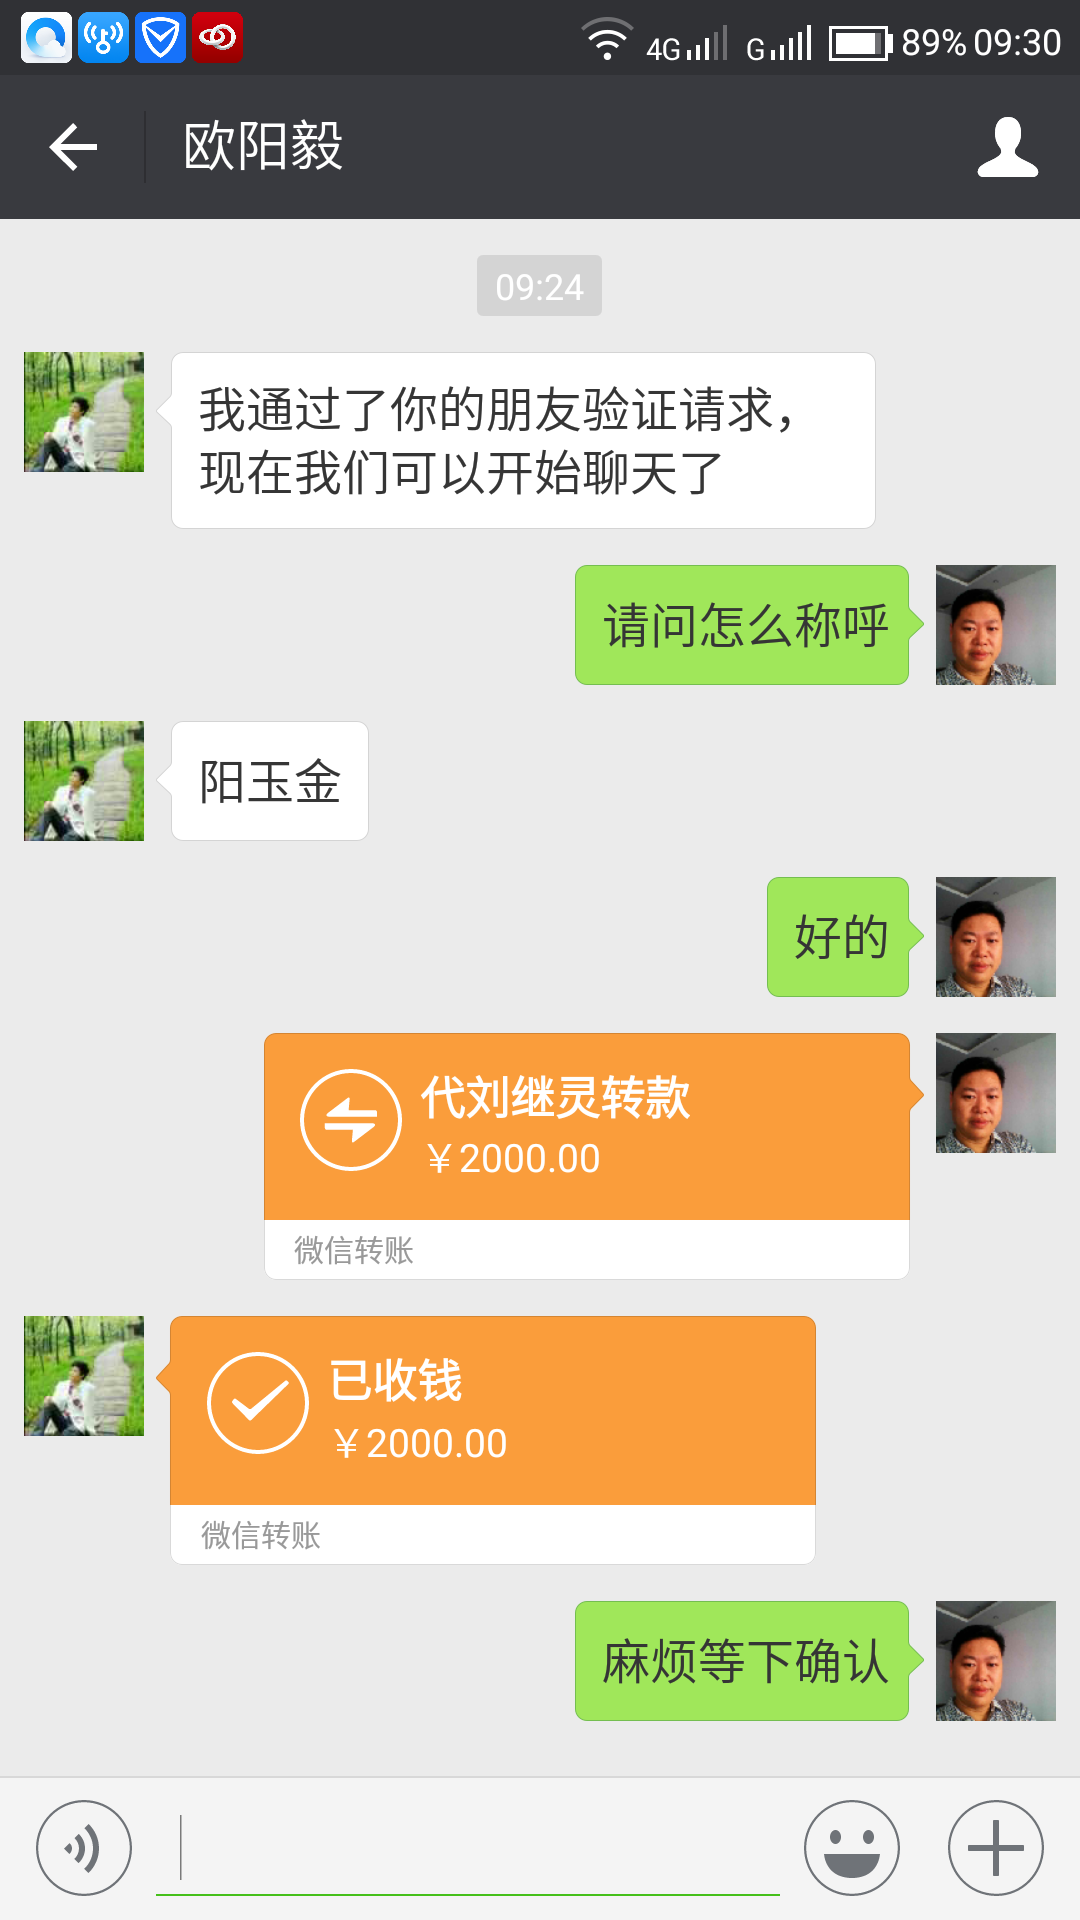 4G G 89% 09:30
欧阳毅
09:24
我通过了你的朋友验证请求，
现在我们可以开始聊天了
请问怎么称呼
阳玉金
好的
代刘继灵转款
￥2000.00
微信转账
已收钱
￥2000.00
微信转账
麻烦等下确认